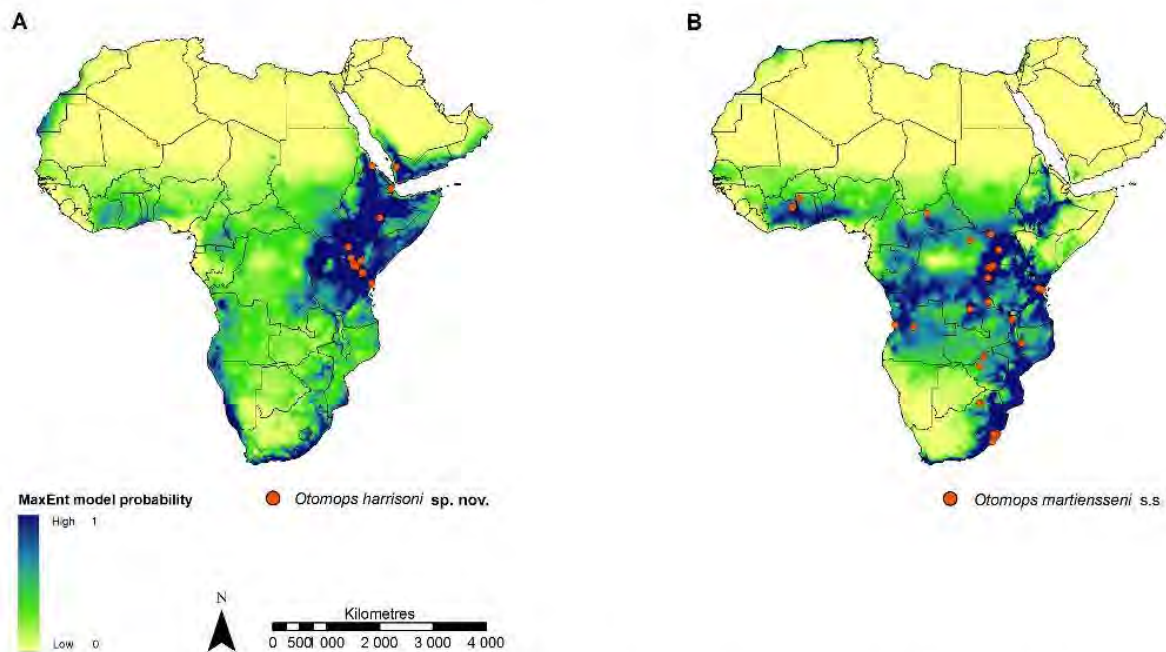 A
B
MaxEnt model probability
High 1
Low 0
Otomops harrisoni sp. nov.
Otomops martiensseni s.s
N
Kilometres
0 500 1 000 2 000 3 000 4 000